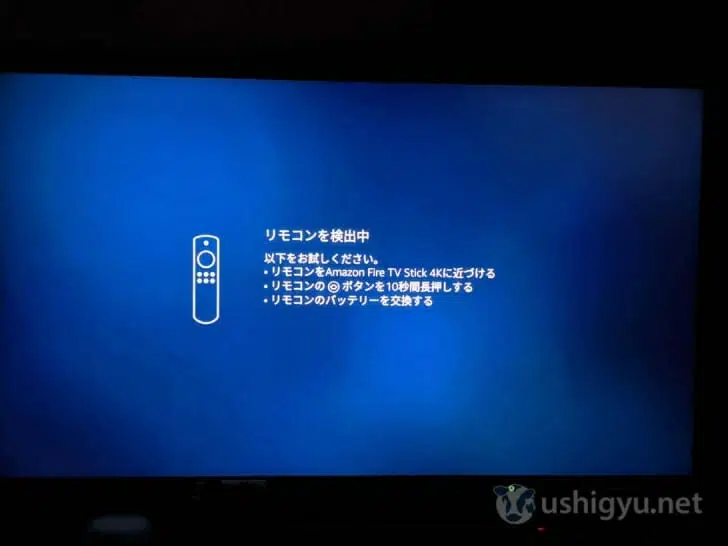 リモコンを検出中
以下をお試しください。
• リモコンをAmazon Fire TV Stick 4Kに近づける
• リモコンの ボタンを10秒間長押しする
• リモコンのバッテリーを交換する
ushigyu.net